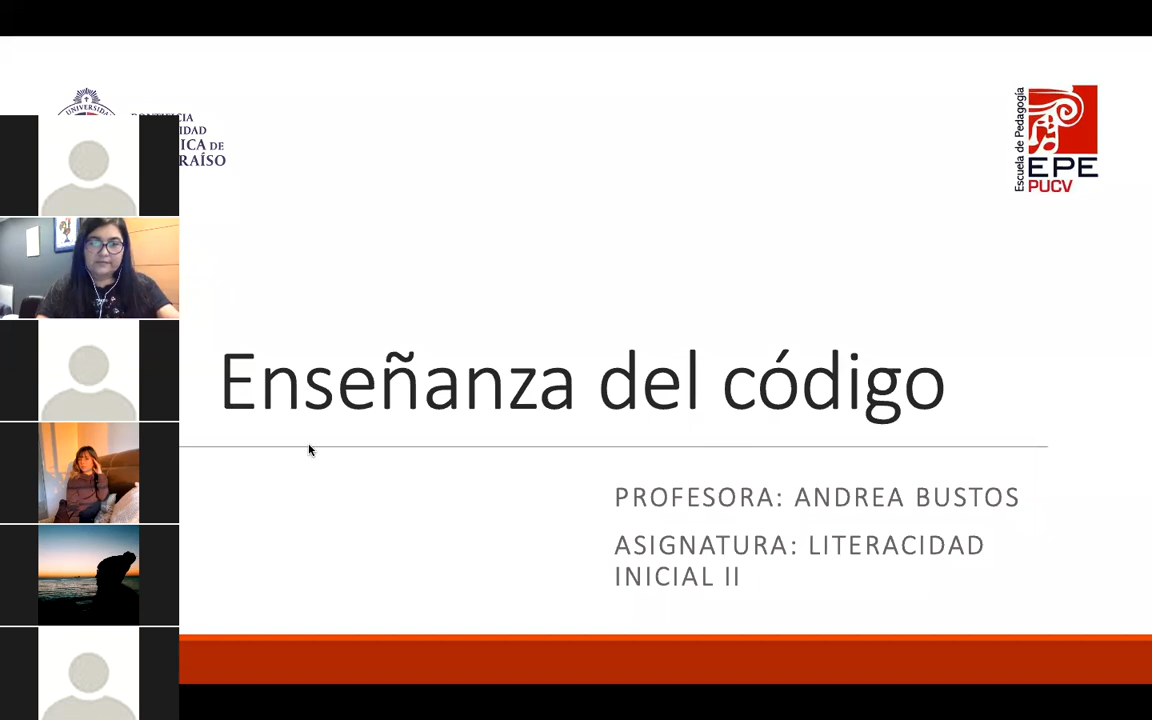 UNIVERSIDA
IDAD
ICA DE
RAÍSO
Escuela de Pedagogía
EPE
PUCV
Enseñanza del código
PROFESORA: ANDREA BUSTOS
ASIGNATURA: LITERACIDAD
INICIAL II